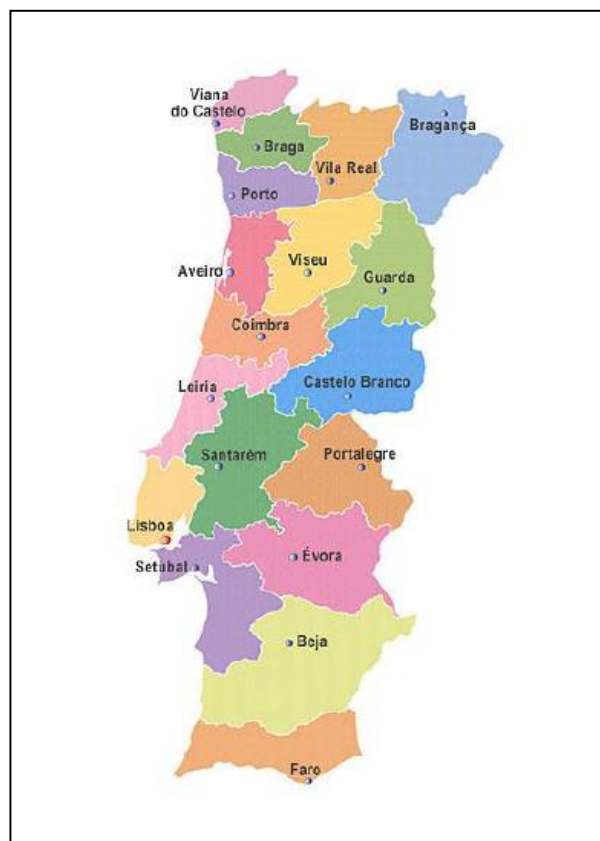 Viana
do Castelo
Bragança
Braga
Vila Real
Porto
Aveiro
Viseu
Guarda
Coimbra
Leiria
Castelo Branco
Santarém
Portalegre
Lisboa
Setubal
Évora
Beja
Faro